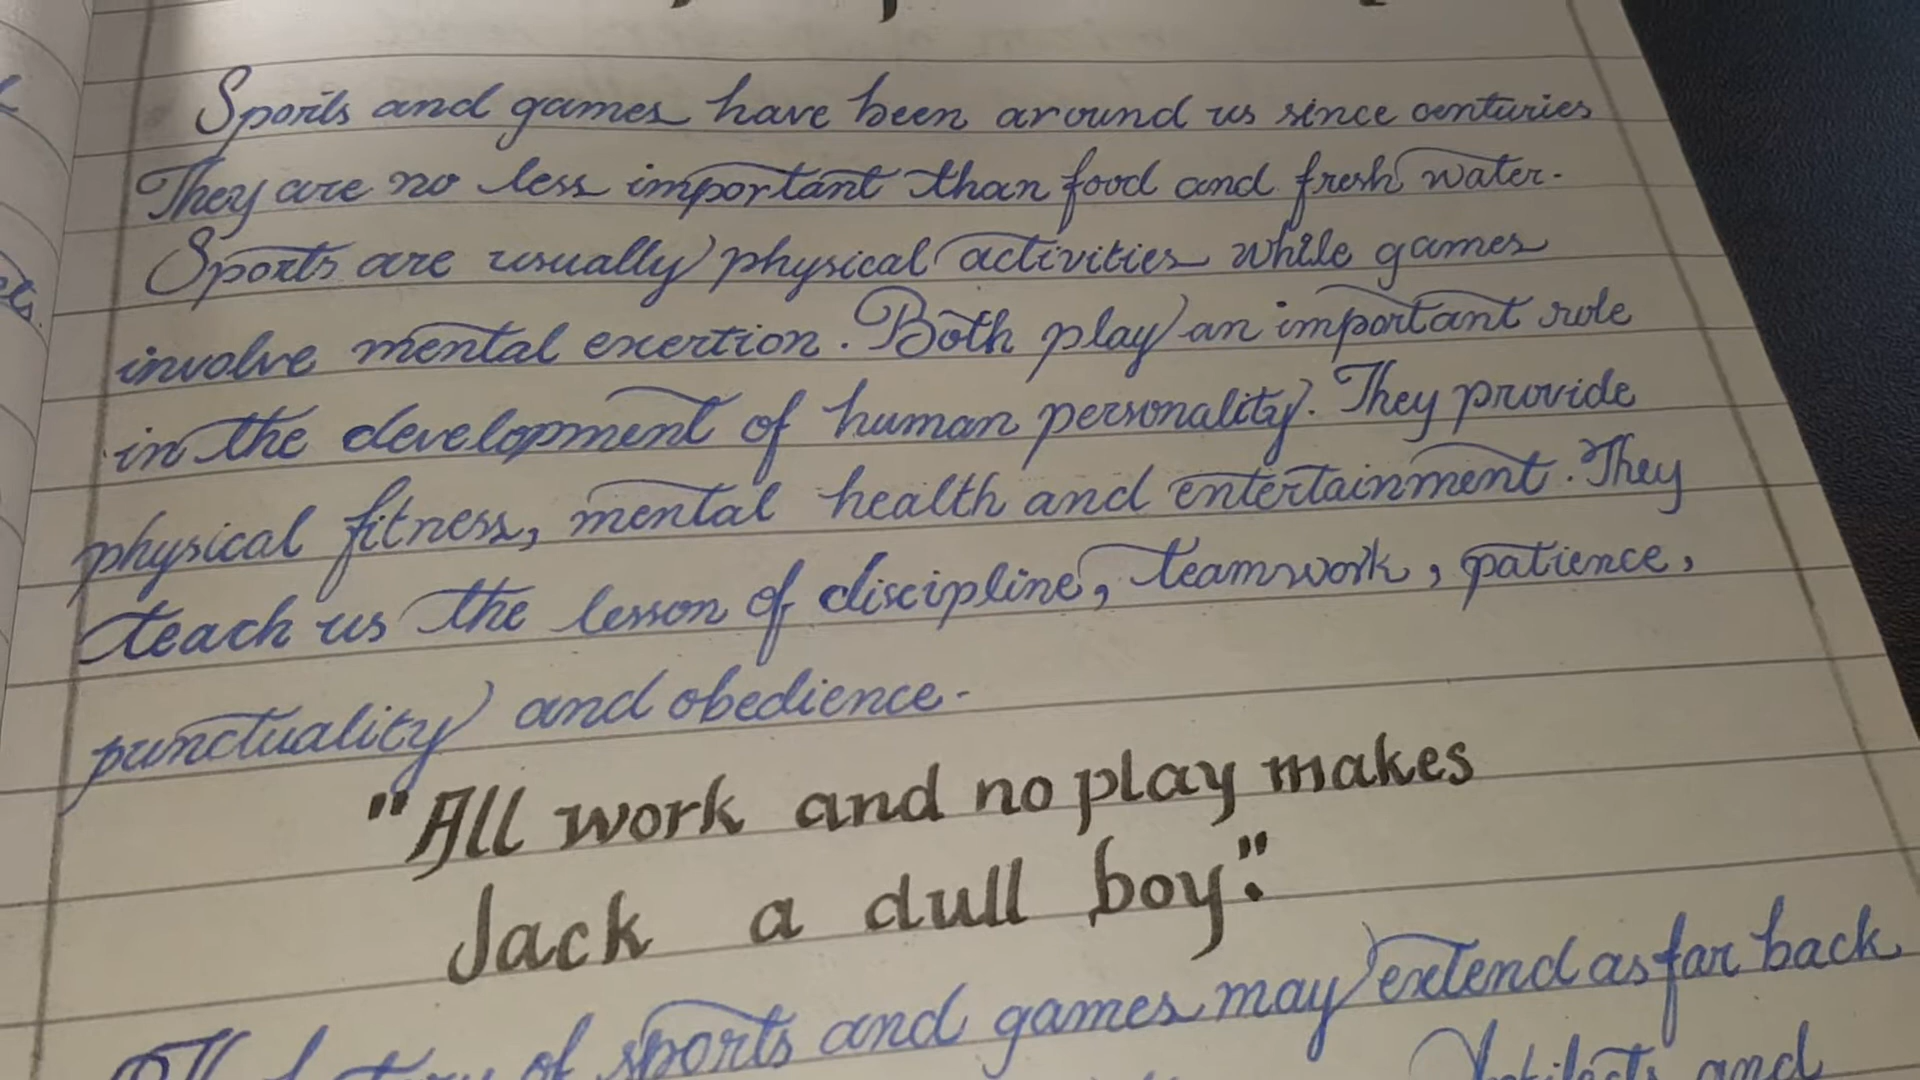 Sports and games have been around us since centuries
They are no less important than food and fresh water.
Sports are usually physical activities while games
involve mental exertion. Both play an important role
in the development of human personality. They provide
physical fitness, mental health and entertainment. They
teach us the lesson of discipline, teamwork, patience,
punctuality and obedience.
"All work and no play makes
Jack a dull boy."
of sports and games may extend as far back
and